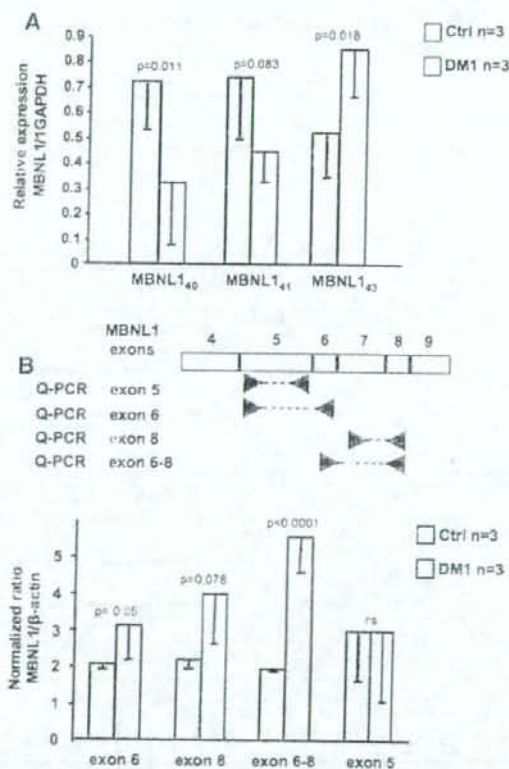 A
Relative expression
MBNL1/1GAPDH
0.9
0.8
0.7
0.6
0.5
0.4
0.3
0.2
0.1
0
p=0.011
p=0.083
p=0.018
Ctrl n=3
DM1 n=3
MBNL1₄₀
MBNL1₄₁
MBNL1₄₃
B
MBNL1
exons
4 5 6 7 8 9
Q-PCR exon 5
Q-PCR exon 6
Q-PCR exon 8
Q-PCR exon 6-8
Normalized ratio
MBNL1/β-actin
5
4
3
2
1
0
p=0.05
p=0.078
p<0.0001
ns
Ctrl n=3
DM1 n=3
exon 6
exon 8
exon 6-8
exon 5